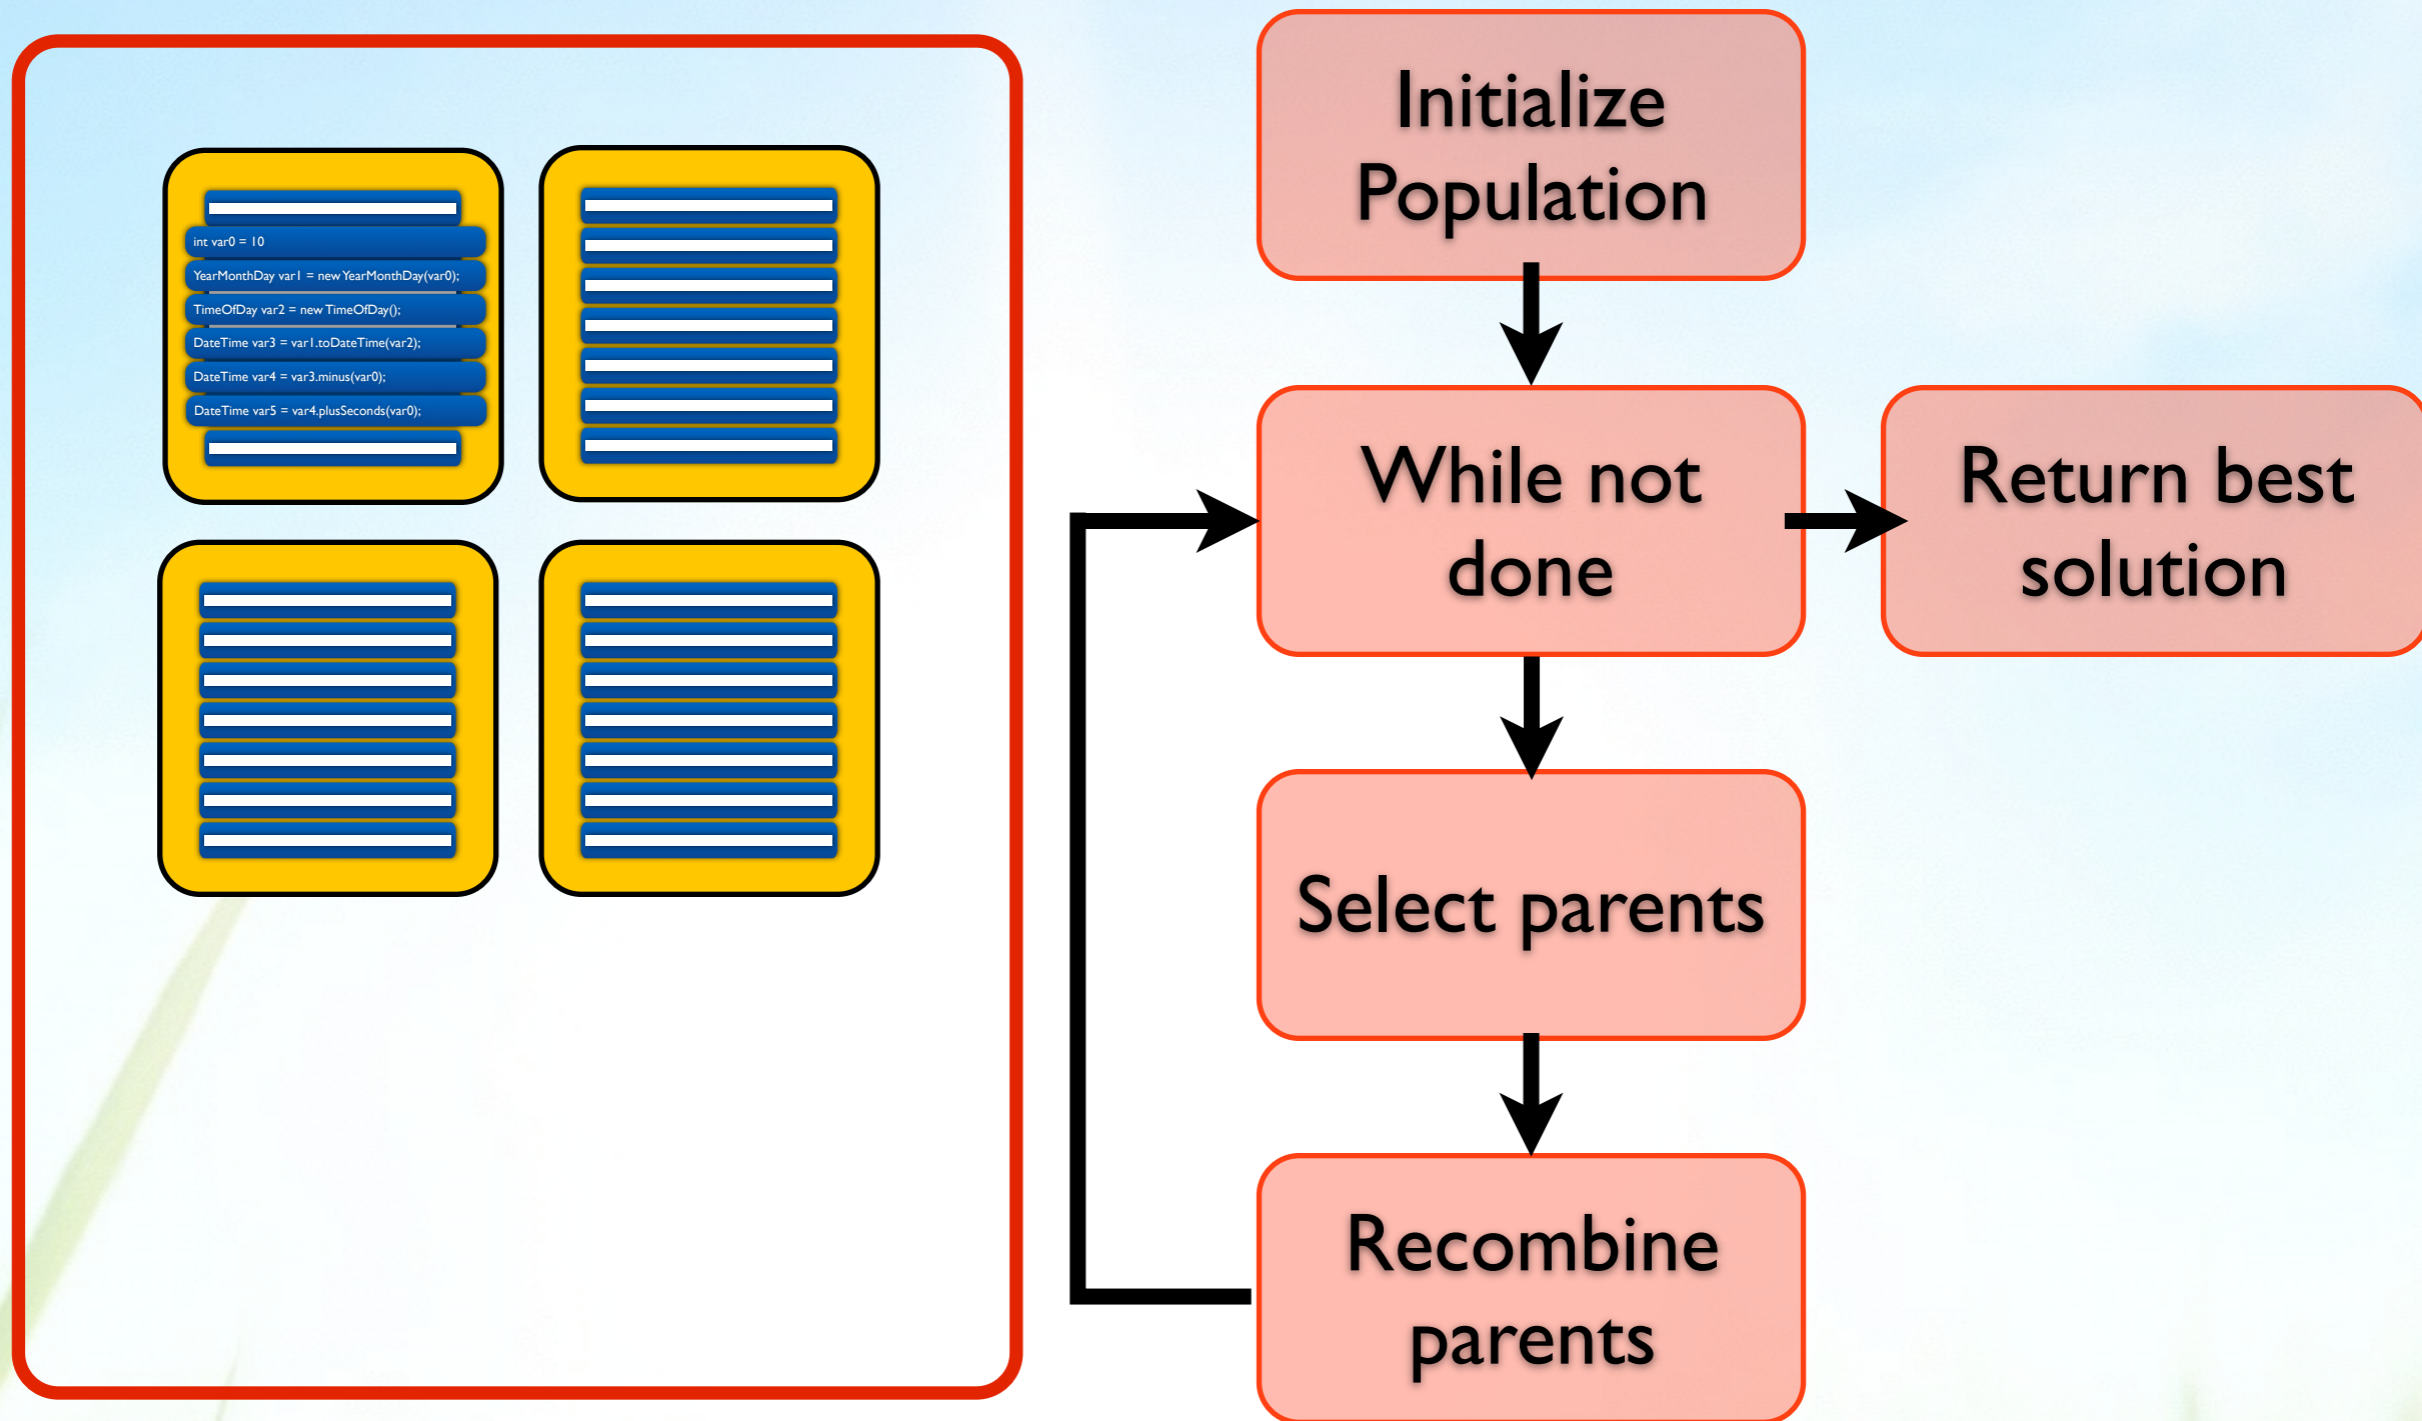 int var0 = 10
YearMonthDay var1 = new YearMonthDay(var0);
TimeOfDay var2 = new TimeOfDay();
DateTime var3 = var1.toDateTime(var2);
DateTime var4 = var3.minus(var0);
DateTime var5 = var4.plusSeconds(var0);
Initialize
Population
While not
done
Return best
solution
Select parents
Recombine
parents